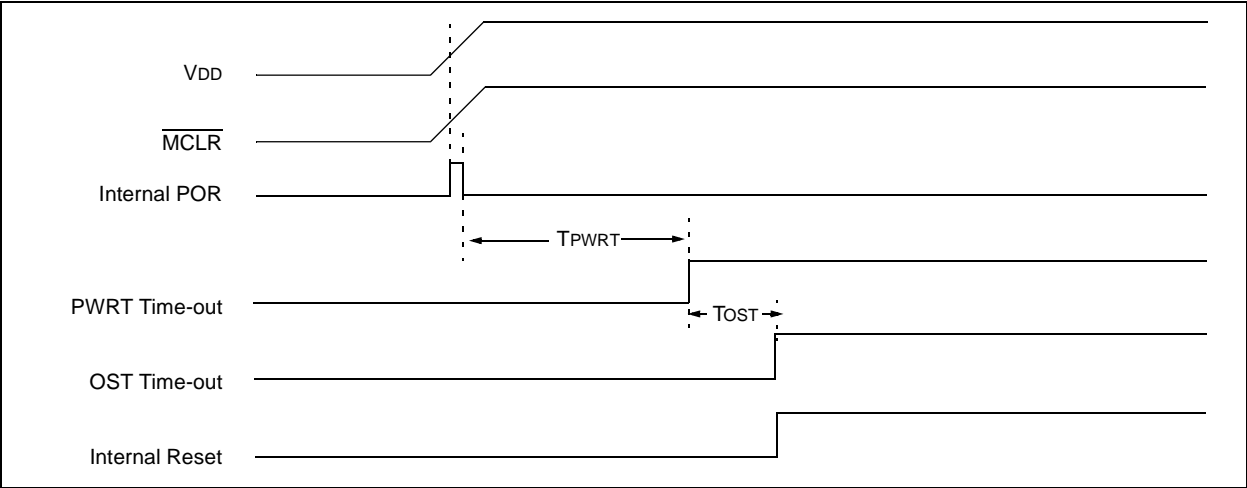 VDD
MCLR
Internal POR
TPWRT
PWRT Time-out
TOST
OST Time-out
Internal Reset